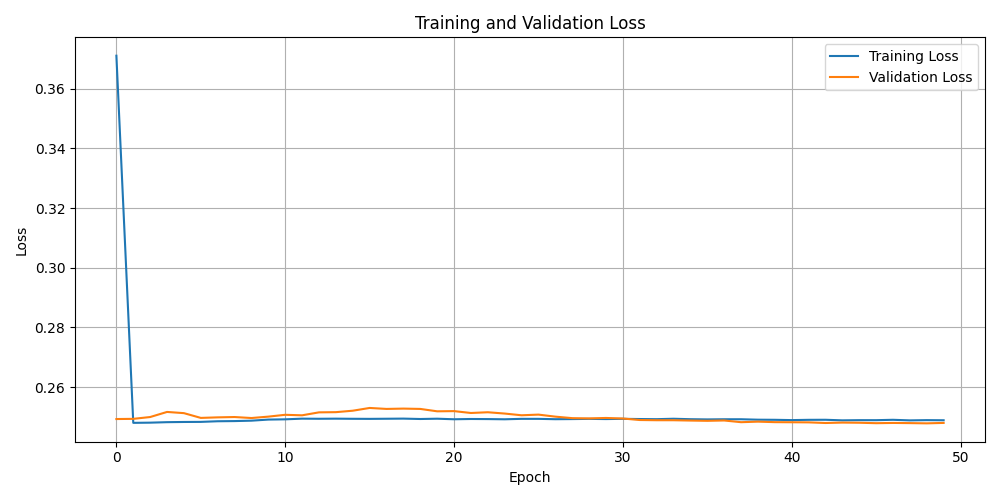 Training and Validation Loss
Training Loss
Validation Loss
0.36
0.34
0.32
0.30
0.28
0.26
Loss
0 10 20 30 40 50
Epoch